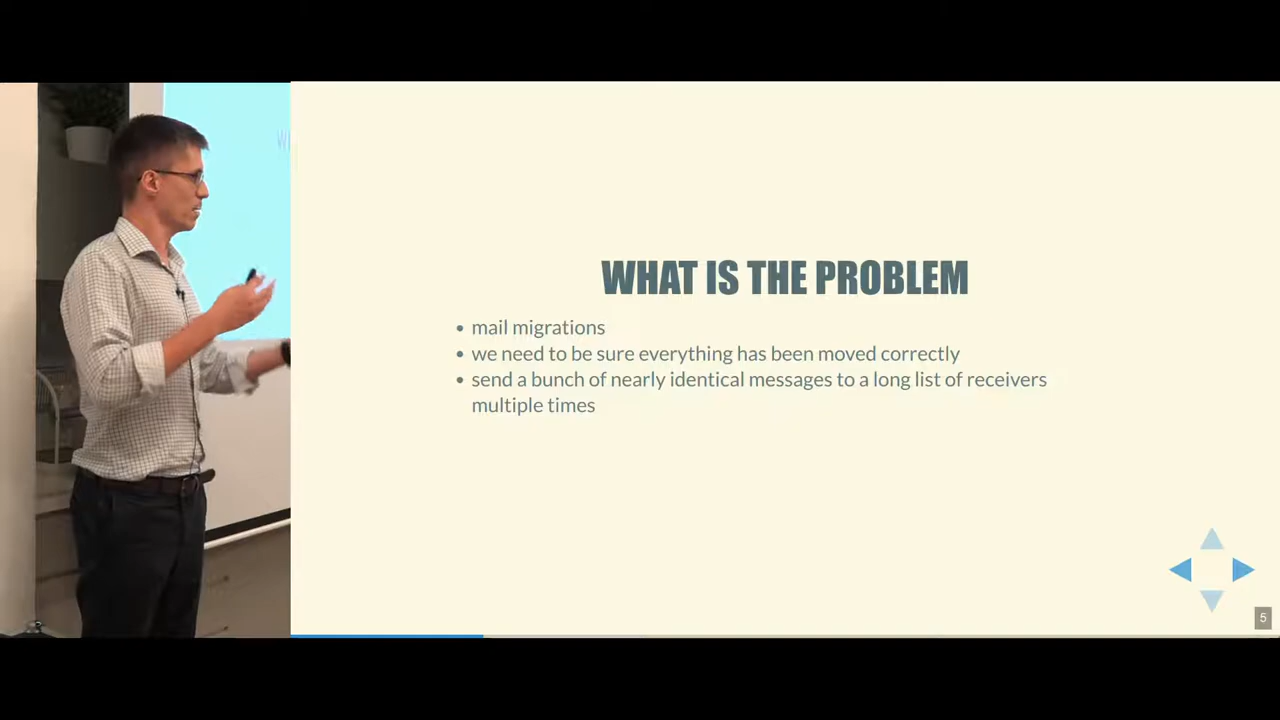 WHAT IS THE PROBLEM
• mail migrations
• we need to be sure everything has been moved correctly
• send a bunch of nearly identical messages to a long list of receivers
multiple times
5